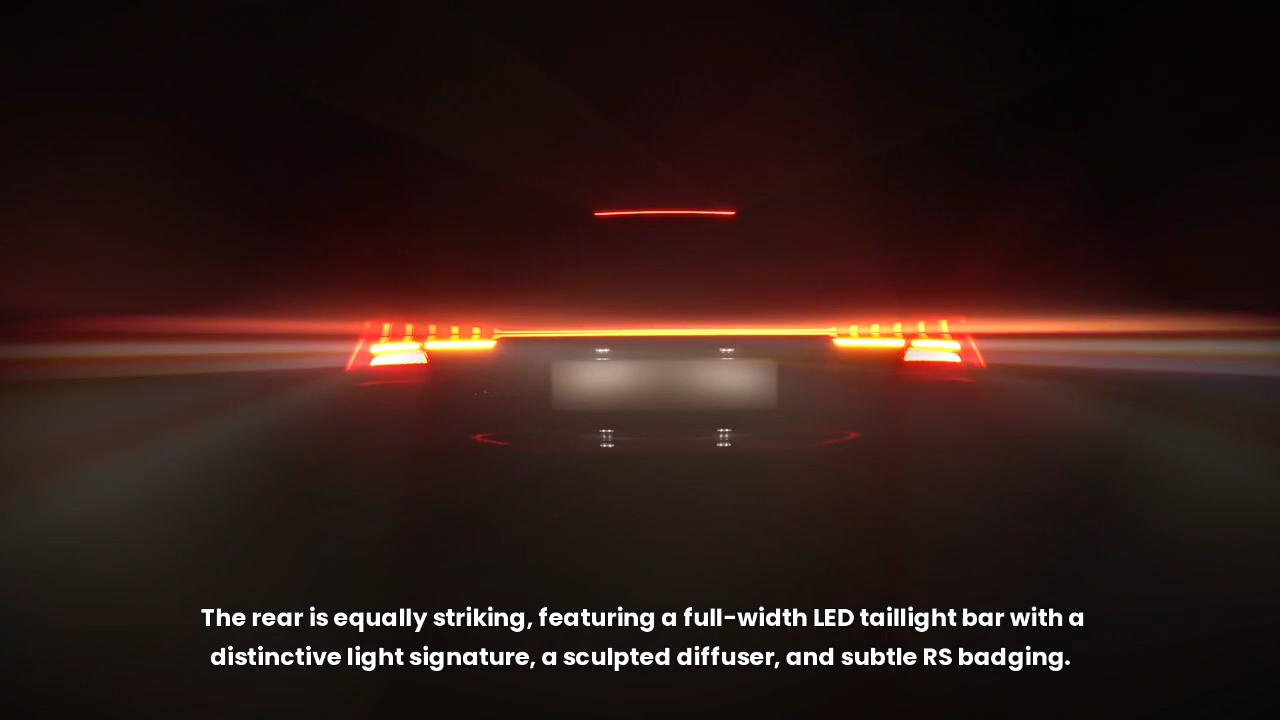 The rear is equally striking, featuring a full-width LED taillight bar with a
distinctive light signature, a sculpted diffuser, and subtle RS badging.